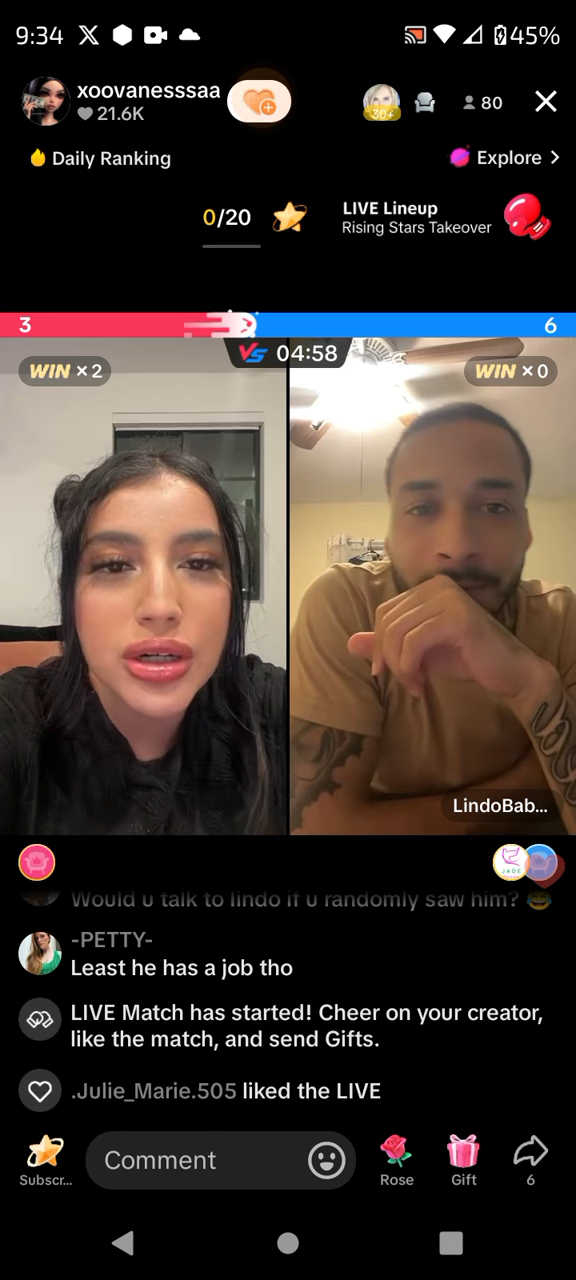 9:34
45%
xoovanesssaa
21.6K
30+
80
Daily Ranking
Explore >
0/20
LIVE Lineup
Rising Stars Takeover
3
6
VS 04:58
WIN ×2
WIN ×0
LindoBab...
JADE
Would u talk to lindo if u randomly saw him? 😂
-PETTY-
Least he has a job tho
LIVE Match has started! Cheer on your creator,
like the match, and send Gifts.
.Julie_Marie.505 liked the LIVE
Comment
Subscr...
Rose
Gift
6